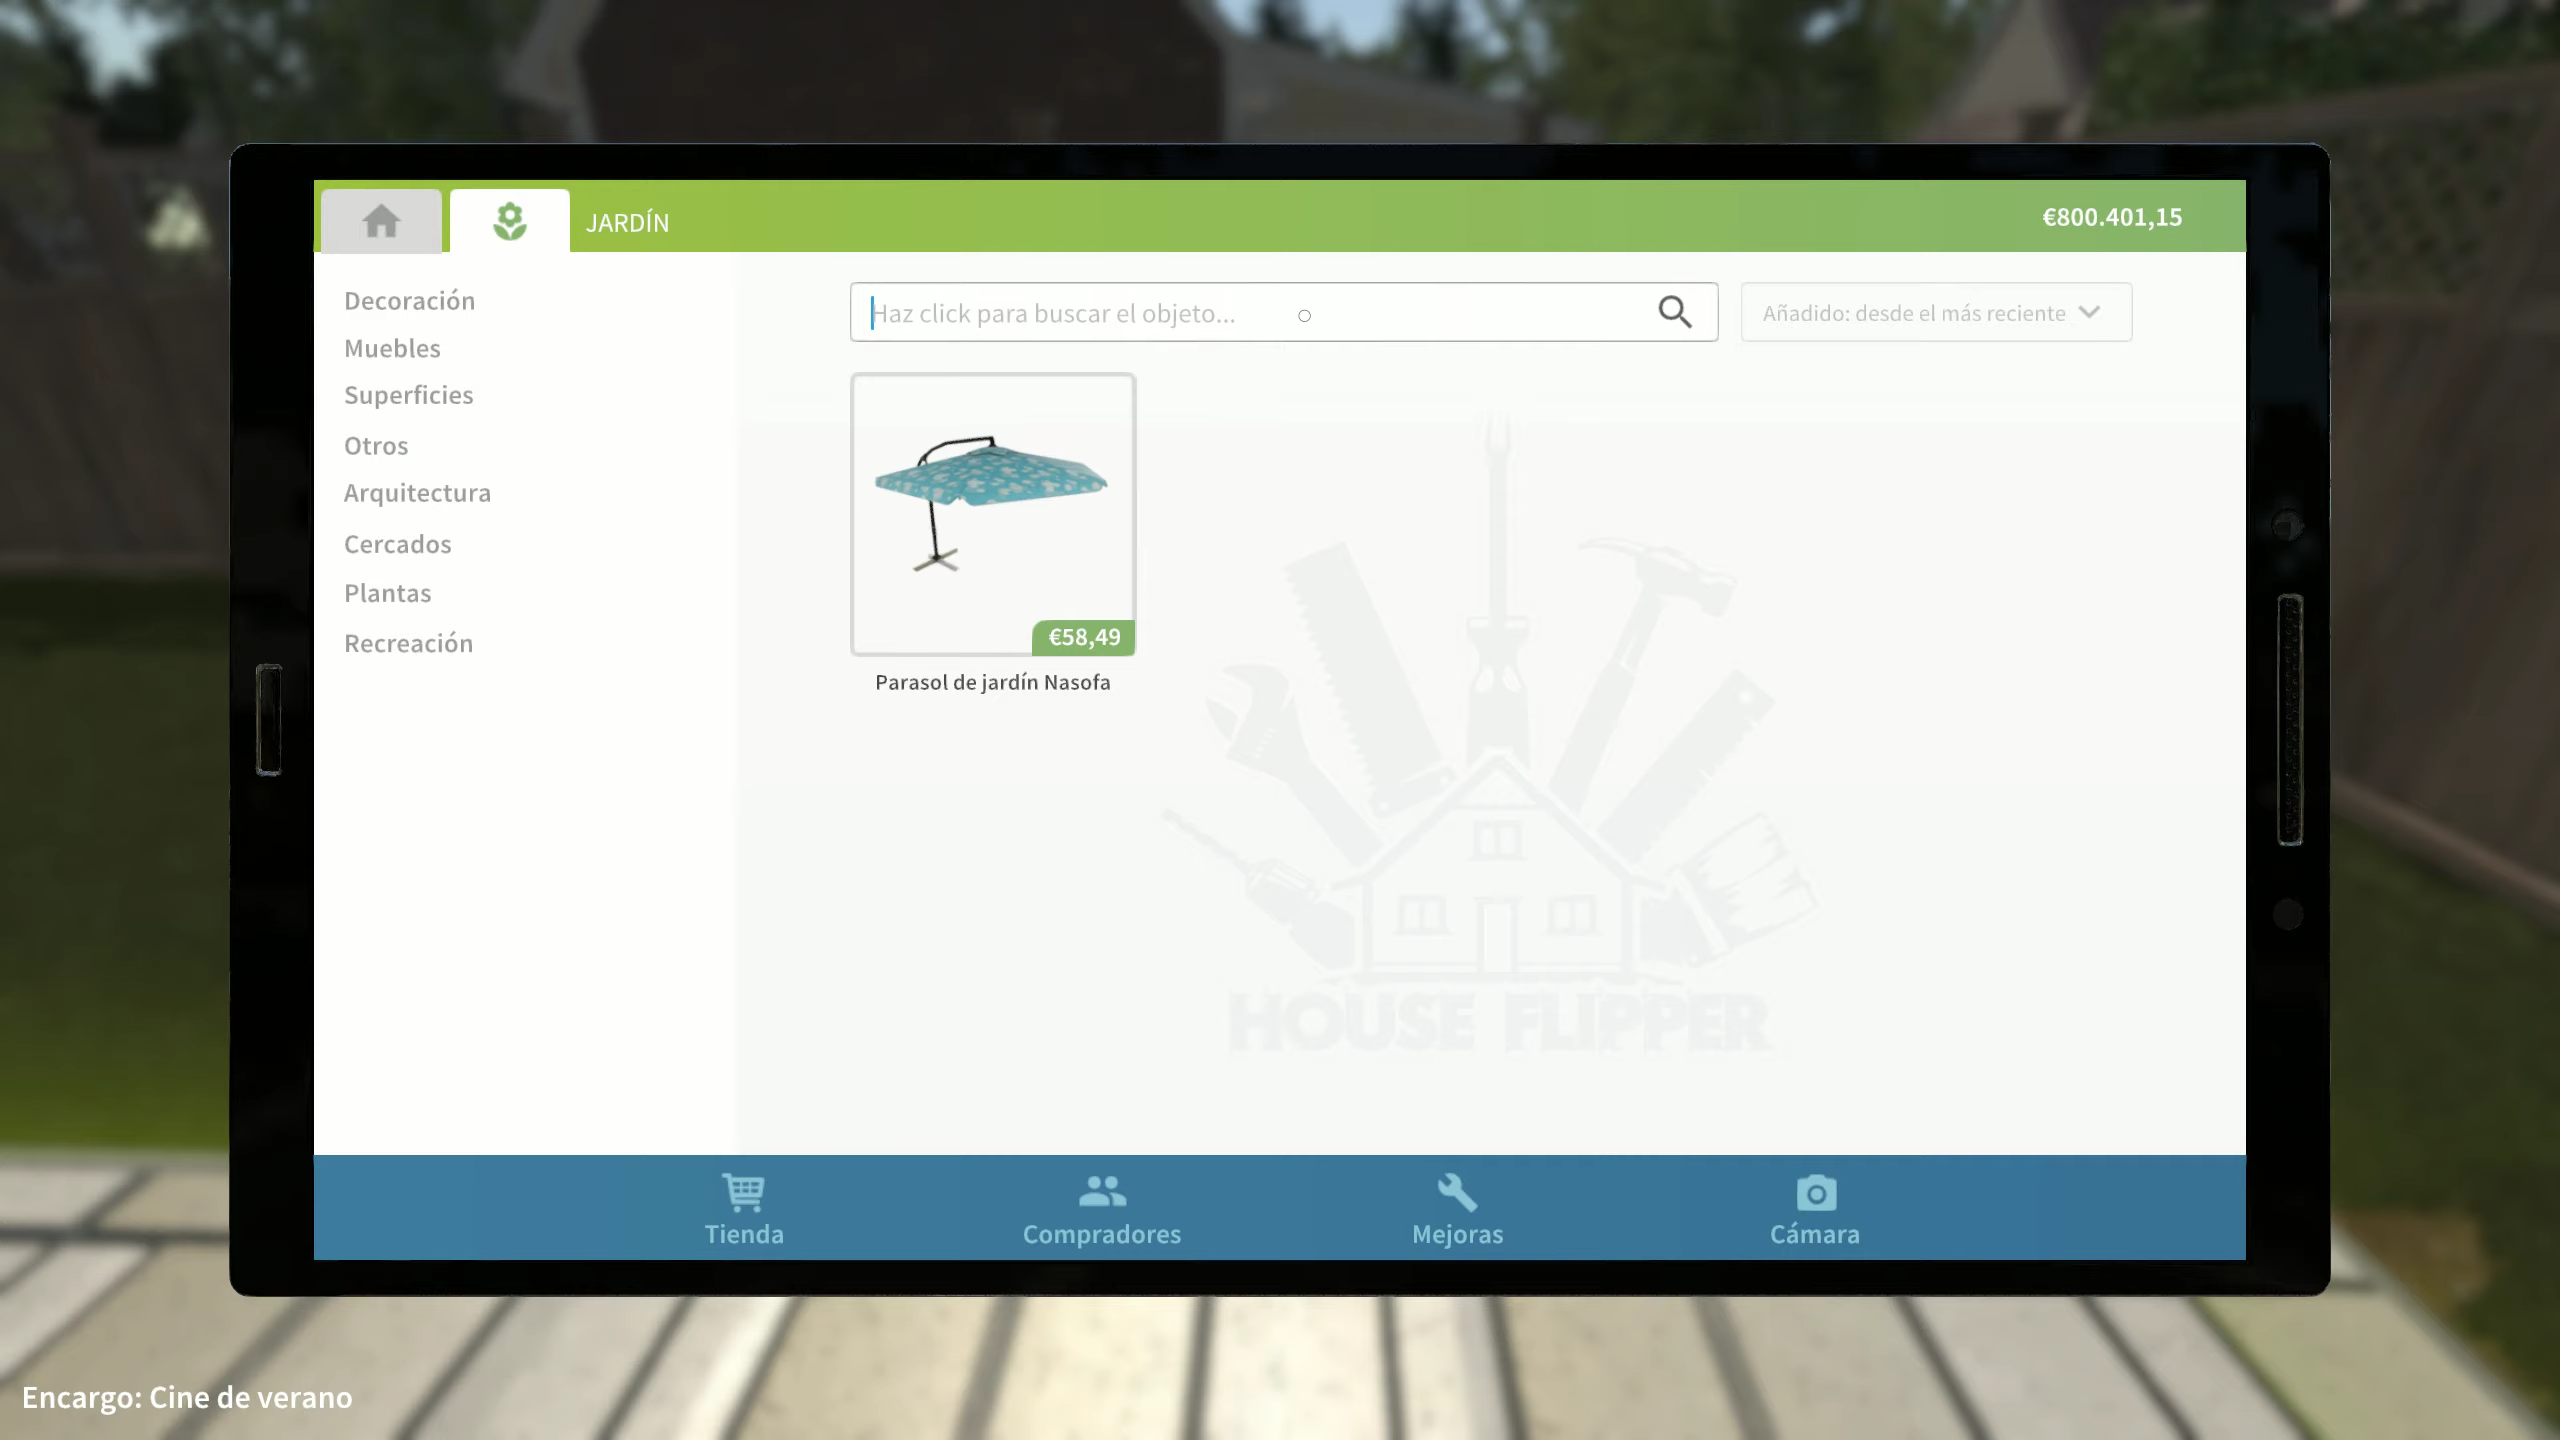 JARDÍN
€800.401,15
Decoración
Muebles
Superficies
Otros
Arquitectura
Cercados
Plantas
Recreación
Haz click para buscar el objeto...
Añadido: desde el más reciente
€58,49
Parasol de jardín Nasofa
HOUSE FLIPPER
Tienda
Compradores
Mejoras
Cámara
Encargo: Cine de verano